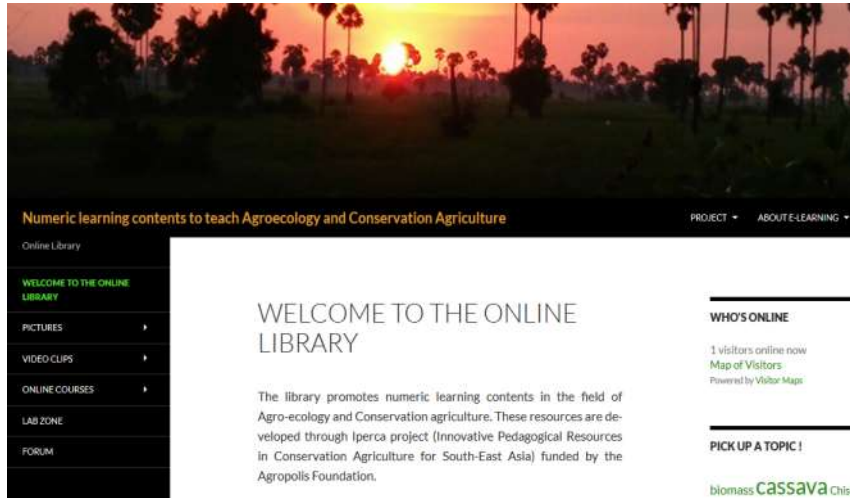 Numeric learning contents to teach Agroecology and Conservation Agriculture
PROJECT
ABOUT E-LEARNING
Online Library
WELCOME TO THE ONLINE
LIBRARY
PICTURES
VIDEO CLIPS
ONLINE COURSES
LAB ZONE
FORUM
WELCOME TO THE ONLINE
LIBRARY
The library promotes numeric learning contents in the field of
Agro-ecology and Conservation agriculture. These resources are de-
veloped through Iperca project (Innovative Pedagogical Resources
in Conservation Agriculture for South-East Asia) funded by the
Agropolis Foundation.
WHO'S ONLINE
1 visitors online now
Map of Visitors
Powered by Visitor Maps
PICK UP A TOPIC !
biomass cassava Chis